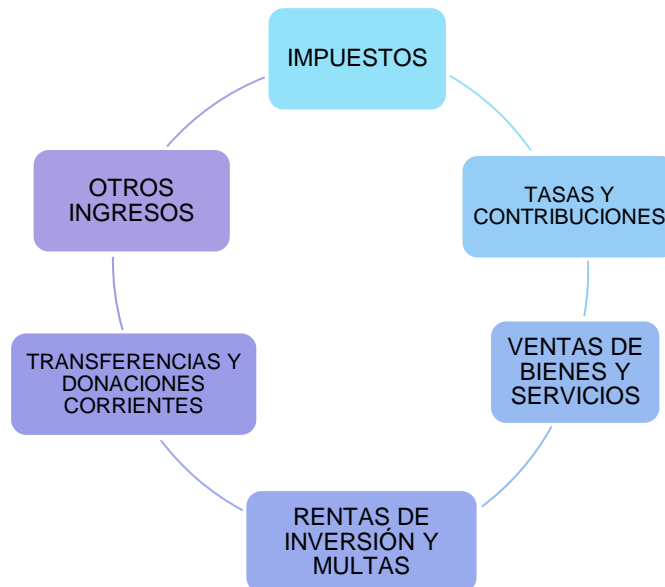 IMPUESTOS
TASAS Y
CONTRIBUCIONES
VENTAS DE
BIENES Y
SERVICIOS
RENTAS DE
INVERSIÓN Y
MULTAS
TRANSFERENCIAS Y
DONACIONES
CORRIENTES
OTROS
INGRESOS